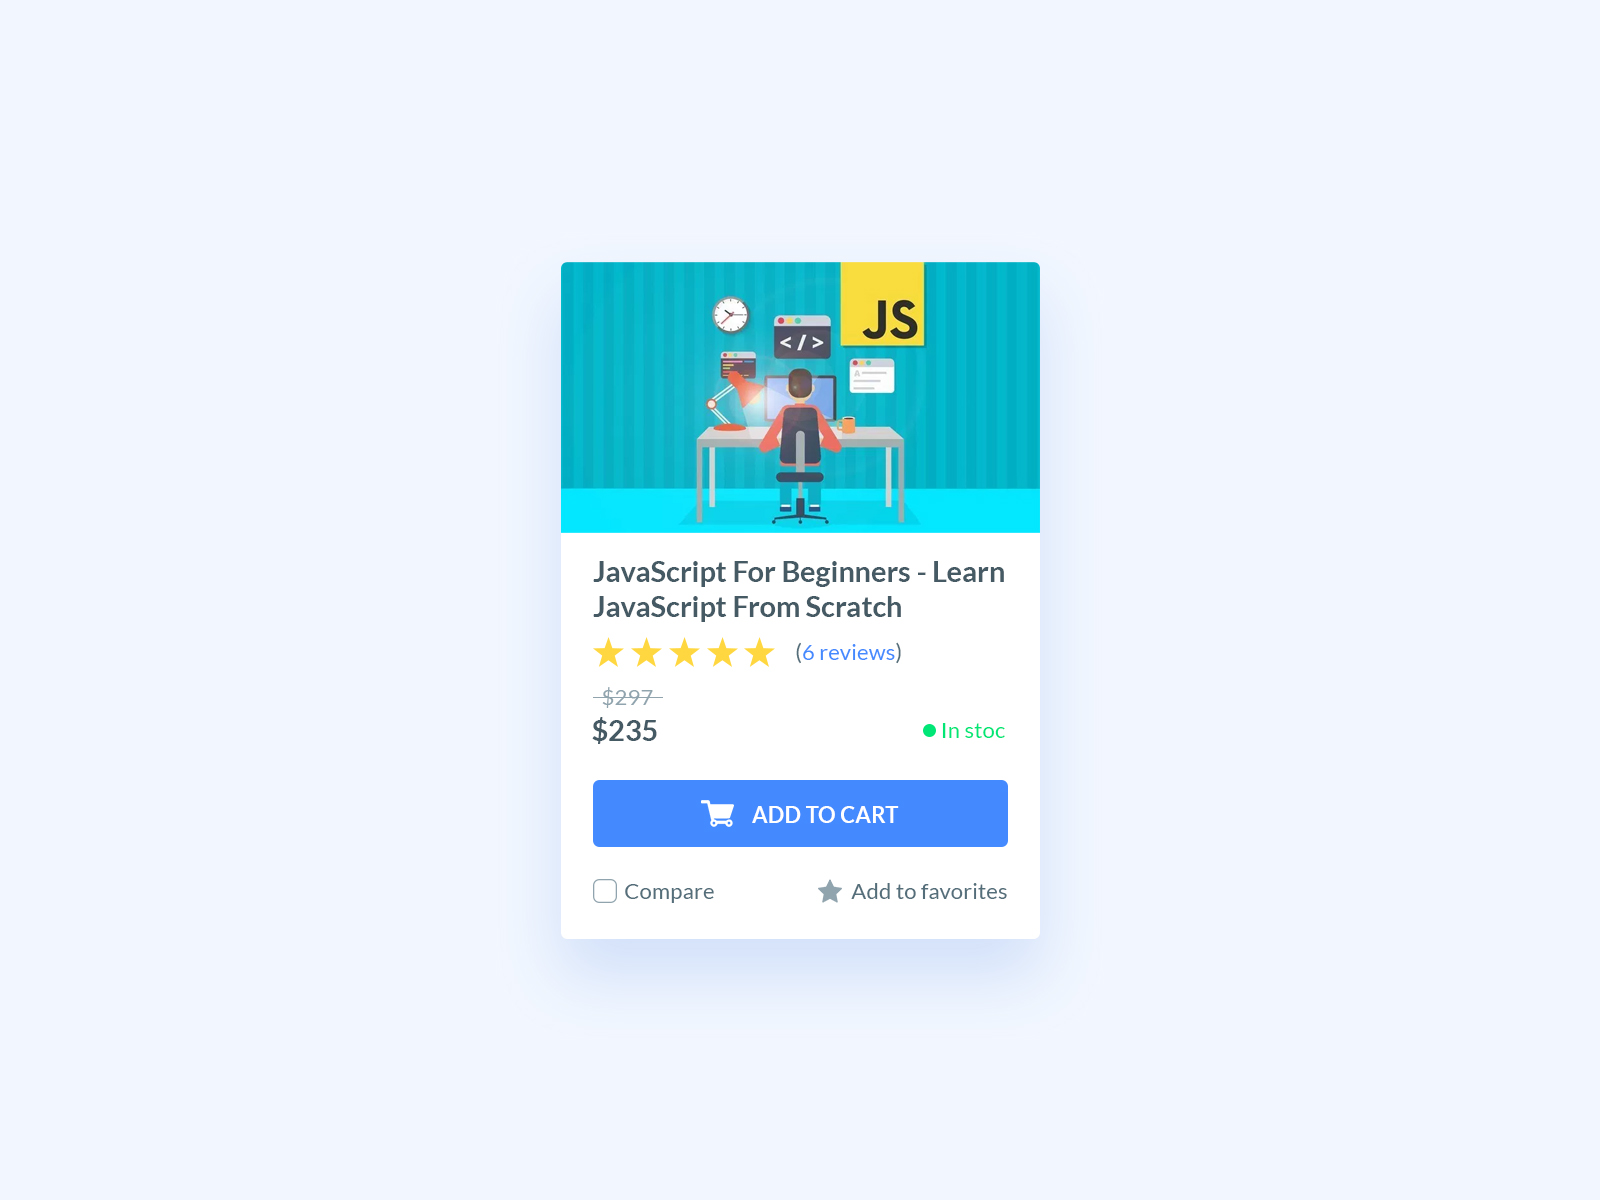 JS
</>
A
JavaScript For Beginners - Learn
JavaScript From Scratch
(6 reviews)
$297
$235
In stoc
ADD TO CART
Compare
Add to favorites